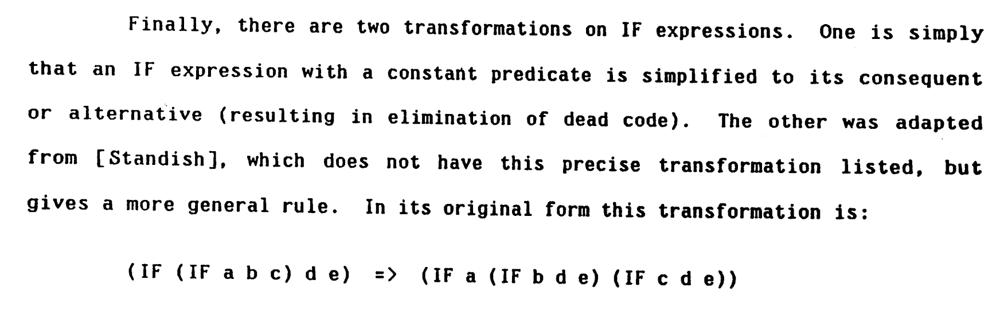 Finally, there are two transformations on IF expressions. One is simply
that an IF expression with a constant predicate is simplified to its consequent
or alternative (resulting in elimination of dead code). The other was adapted
from [Standish], which does not have this precise transformation listed, but
gives a more general rule. In its original form this transformation is:
(IF (IF a b c) d e) => (IF a (IF b d e) (IF c d e))